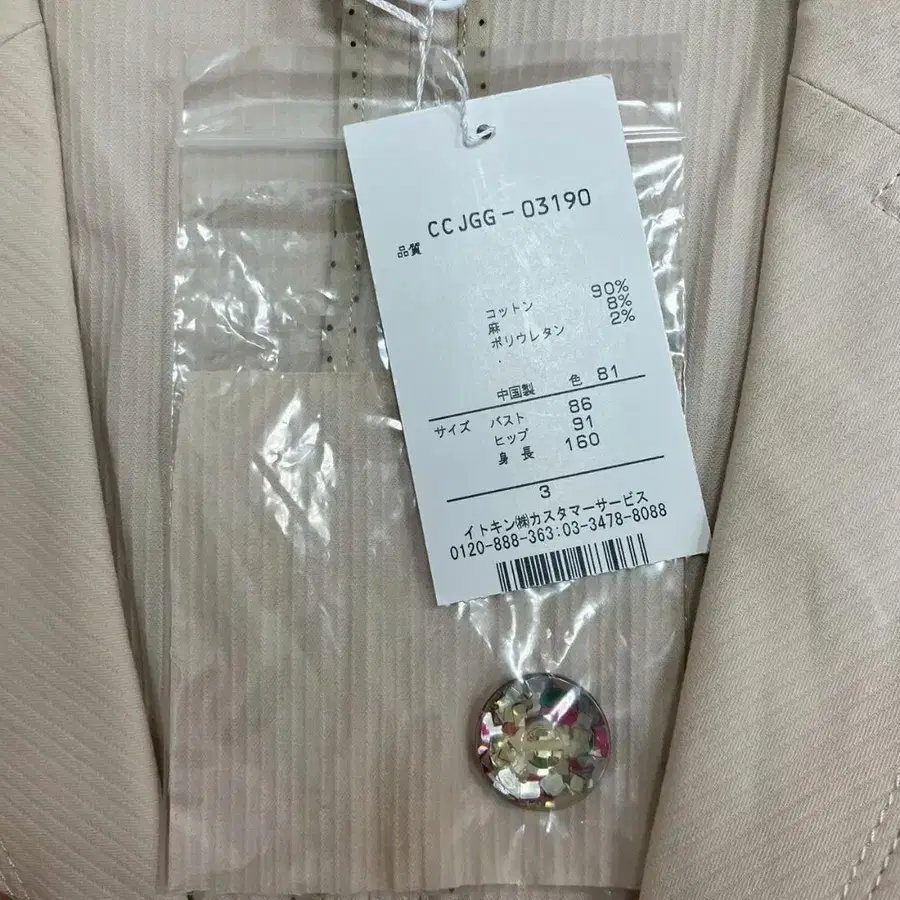 CCJGG-03190
品質
コットン 90%
麻 8%
ポリウレタン 2%
中国製 色 81
サイズ バスト 86
ヒップ 91
身長 160
3
イトキン㈱カスタマーサービス
0120-888-363:03-3478-8088